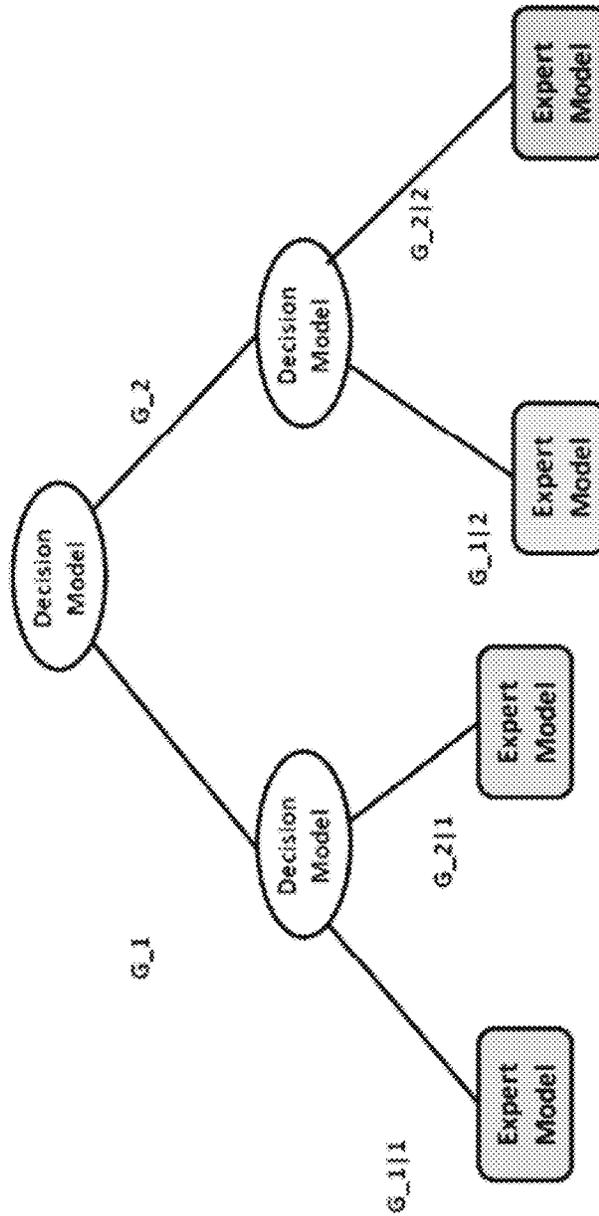 Decision
Model
G_1
G_2
Decision
Model
Decision
Model
G_1|1
G_2|1
G_1|2
G_2|2
Expert
Model
Expert
Model
Expert
Model
Expert
Model